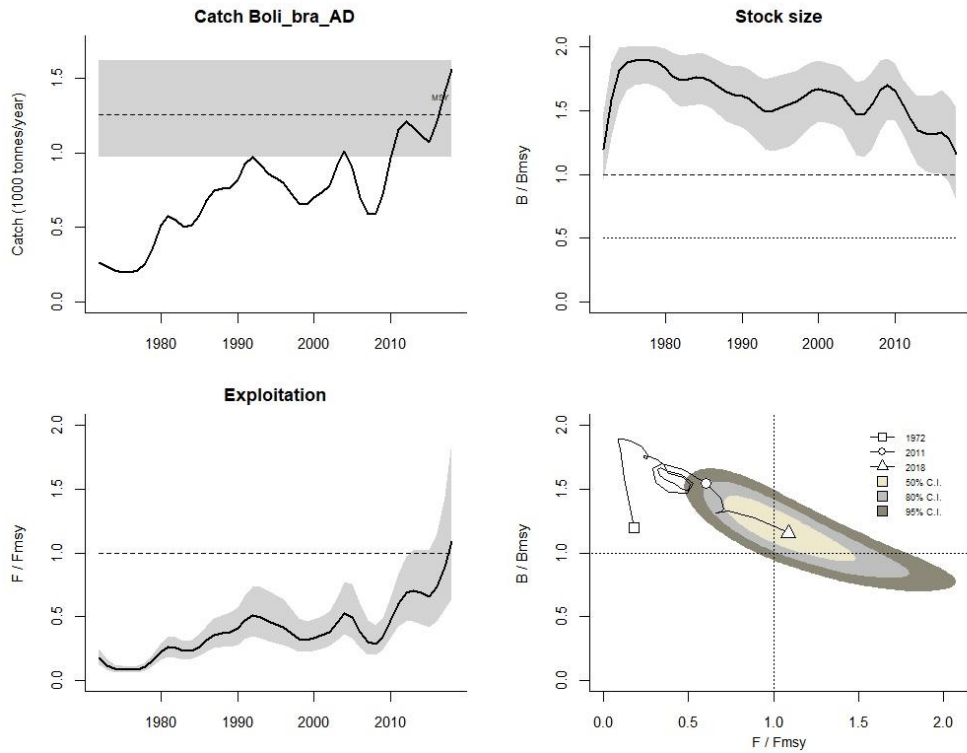 Catch Boli_bra_AD
Catch (1000 tonnes/year)
0.0 0.5 1.0 1.5
MSY
1980 1990 2000 2010
Stock size
B / Bmsy
0.0 0.5 1.0 1.5 2.0
1980 1990 2000 2010
Exploitation
F / Fmsy
0.0 0.5 1.0 1.5 2.0
1980 1990 2000 2010
B / Bmsy
0.0 0.5 1.0 1.5 2.0
1972
2011
2018
50% C.I.
80% C.I.
95% C.I.
0.0 0.5 1.0 1.5 2.0
F / Fmsy